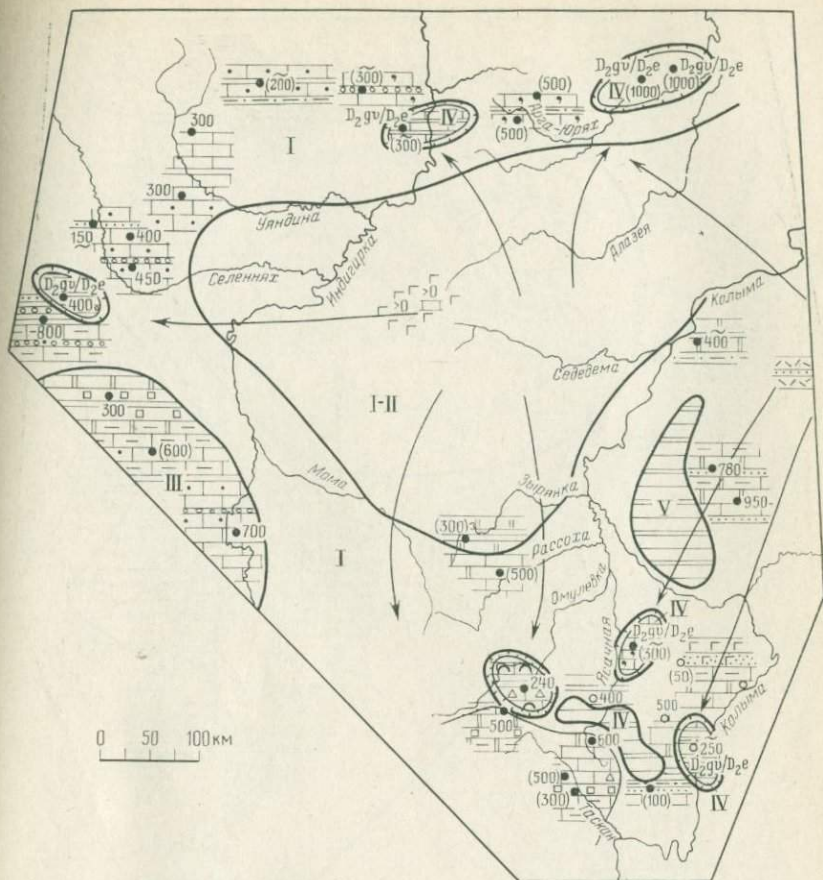 (500)
D₂gv/D₂e
D₂gv/D₂e
(300)
(200)
IV
(1000)
(1000)
D₂gv/D₂e
IV
(300)
Арга-Юрях
(500)
300
I
300
Уяндина
Алазея
150
400
Индигирка
450
Селеннях
D₂gv/D₂e
400
>0
>0
Колыма
800
400
Седедема
300
I-II
(600)
780
III
Мома
Зырянка
V
950
700
(300)
I
Рассоха
(500)
Омулевка
IV
D₂gv/D₂e
(300)
Ясачная
(50)
240
400
500
Колыма
500
IV
0 50 100 км
600
250
D₂gv/D₂e
(500)
(300)
(100)
IV
Таскан